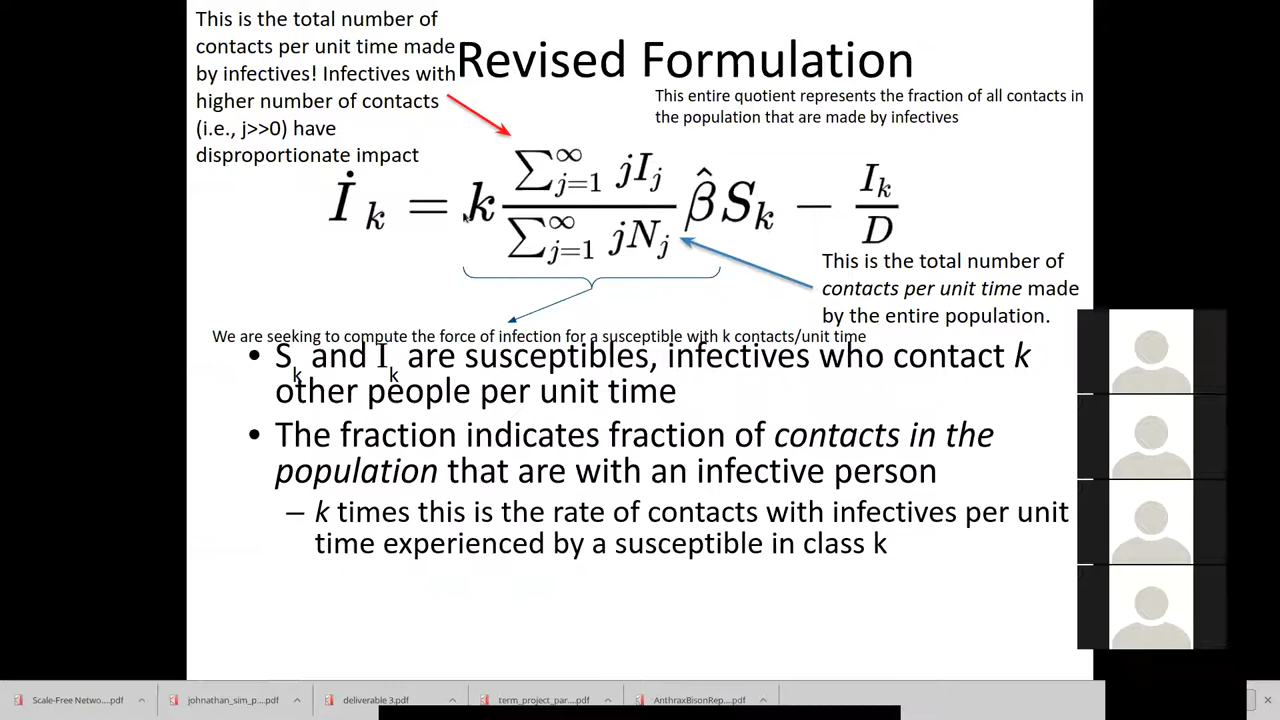 This is the total number of
contacts per unit time made
by infectives! Infectives with
higher number of contacts
(i.e., j>>0) have
disproportionate impact
Revised Formulation
This entire quotient represents the fraction of all contacts in
the population that are made by infectives
İ_k = k (∑_{j=1}^{∞} jI_j)/(∑_{j=1}^{∞} jN_j) β̂ S_k − I_k/D
This is the total number of
contacts per unit time made
by the entire population.
We are seeking to compute the force of infection for a susceptible with k contacts/unit time
• S_k and I_k are susceptibles, infectives who contact k
other people per unit time
• The fraction indicates fraction of contacts in the
population that are with an infective person
– k times this is the rate of contacts with infectives per unit
time experienced by a susceptible in class k
Scale-Free Netwo....pdf
johnathan_sim_p....pdf
deliverable 3.pdf
term_project_par....pdf
AnthraxBisonRep....pdf